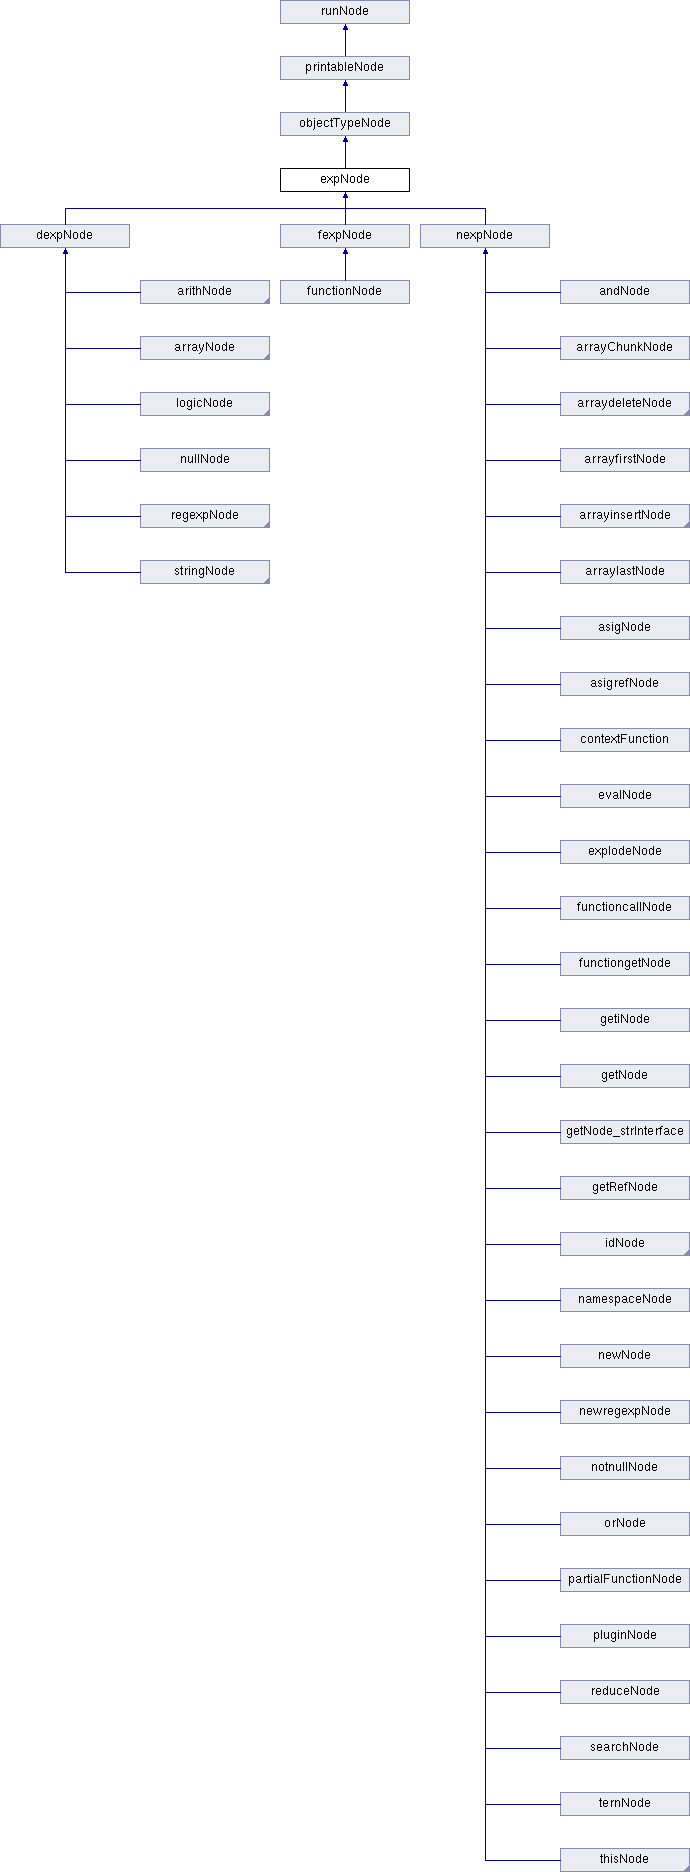 runNode
printableNode
objectTypeNode
expNode
dexpNode
fexpNode
nexpNode
arithNode
functionNode
andNode
arrayNode
arrayChunkNode
logicNode
arraydeleteNode
nullNode
arrayfirstNode
regexpNode
arrayinsertNode
stringNode
arraylastNode
asigNode
asigrefNode
contextFunction
evalNode
explodeNode
functioncallNode
functiongetNode
getiNode
getNode
getNode_strInterface
getRefNode
idNode
namespaceNode
newNode
newregexpNode
notnullNode
orNode
partialFunctionNode
pluginNode
reduceNode
searchNode
ternNode
thisNode